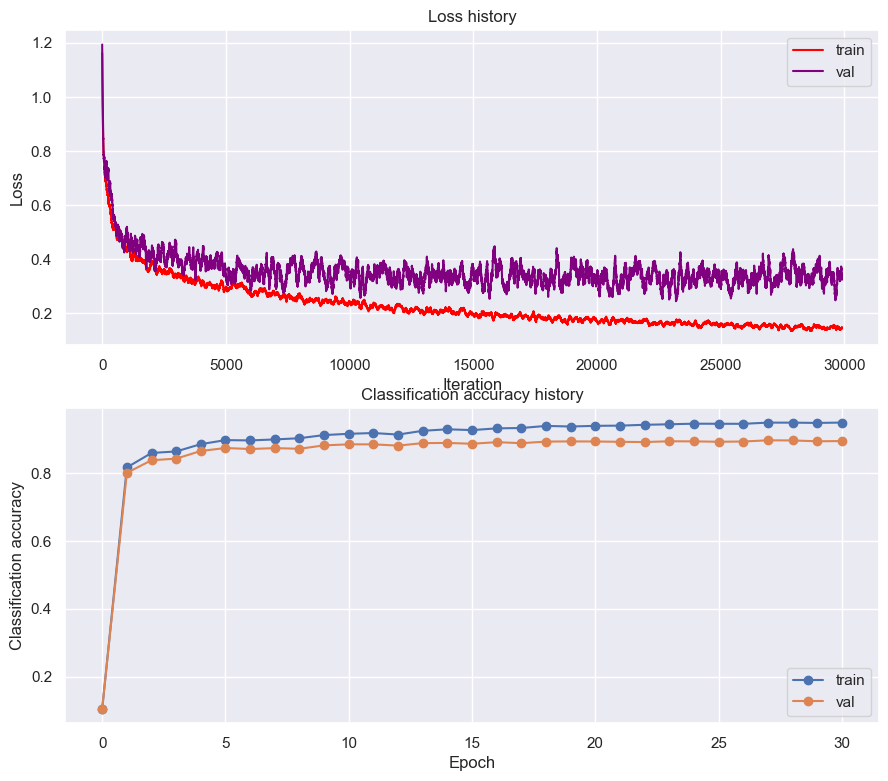 Loss history
1.2
1.0
0.8
0.6
0.4
0.2
Loss
train
val
0 5000 10000 15000 20000 25000 30000
Iteration
Classification accuracy history
0.8
0.6
0.4
0.2
Classification accuracy
train
val
0 5 10 15 20 25 30
Epoch